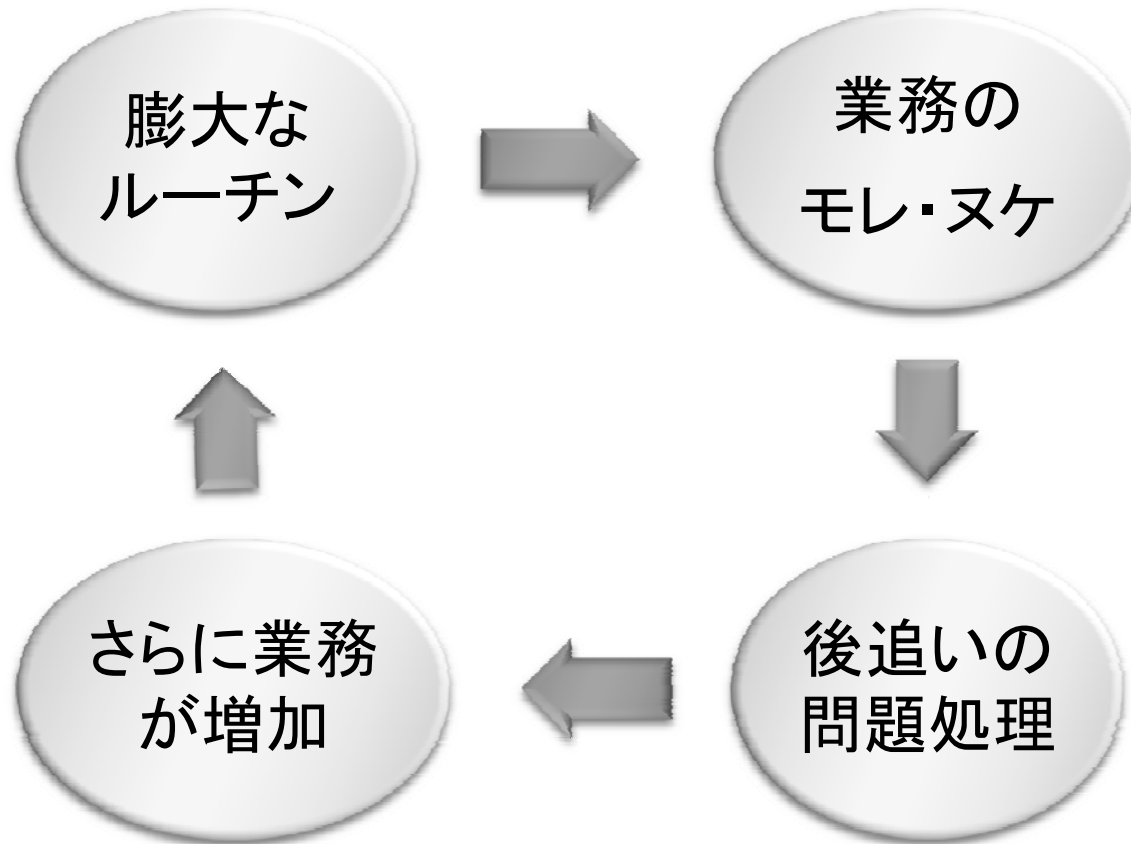 膨大な
ルーチン
業務の
モレ・ヌケ
後追いの
問題処理
さらに業務
が増加